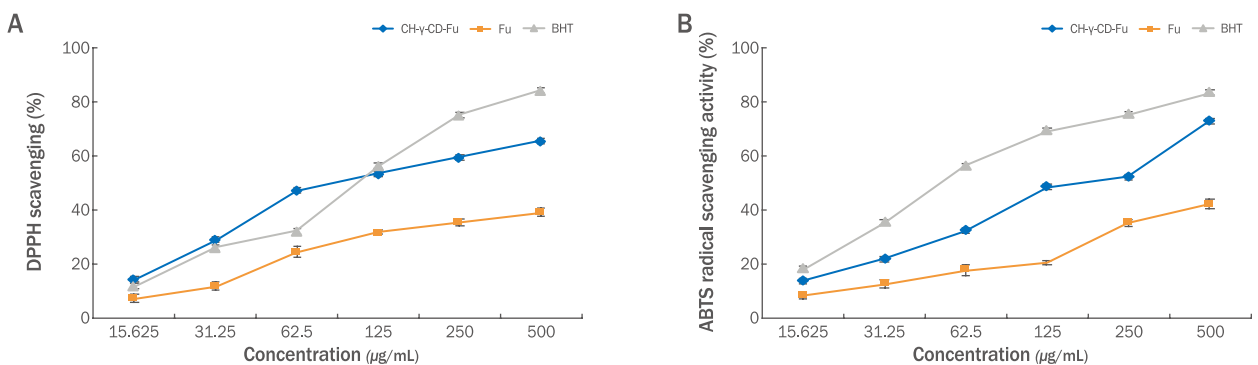 A
CH-γ-CD-Fu Fu BHT
DPPH scavenging (%)
100
80
60
40
20
0
15.625 31.25 62.5 125 250 500
Concentration (µg/mL)
B
CH-γ-CD-Fu Fu BHT
ABTS radical scavenging activity (%)
100
80
60
40
20
0
15.625 31.25 62.5 125 250 500
Concentration (µg/mL)